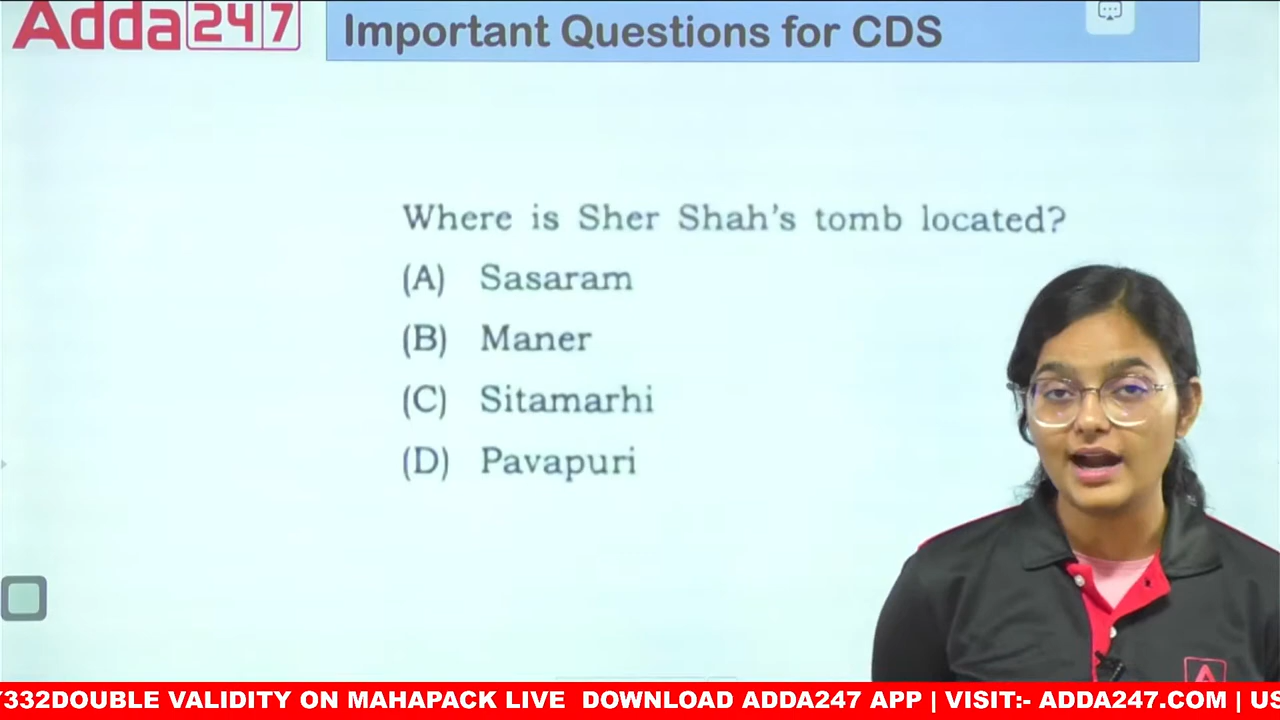 Adda247
Important Questions for CDS
Where is Sher Shah's tomb located?
(A) Sasaram
(B) Maner
(C) Sitamarhi
(D) Pavapuri
332DOUBLE VALIDITY ON MAHAPACK LIVE DOWNLOAD ADDA247 APP | VISIT:- ADDA247.COM | US